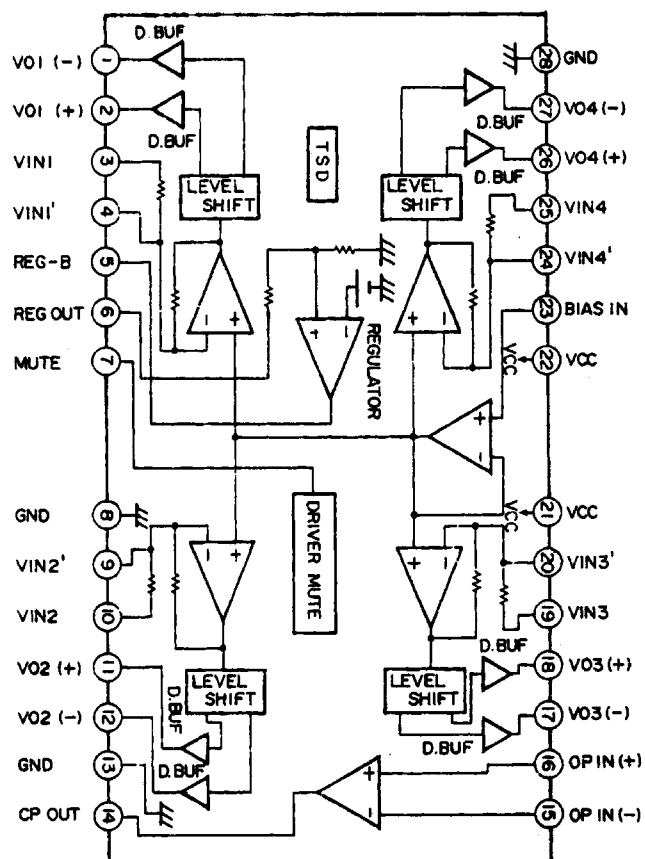 D.BUF
VO1 (-) 1
VO1 (+) 2
D.BUF
VIN1 3
VIN1' 4
REG-B 5
REG OUT 6
MUTE 7
GND 8
VIN2' 9
VIN2 10
VO2 (+) 11
VO2 (-) 12
GND 13
CP OUT 14
LEVEL
SHIFT
TSD
- +
+ -
REGULATOR
DRIVER MUTE
- +
LEVEL
SHIFT
D.BUF
D.BUF
28 GND
27 VO4 (-)
D.BUF
26 VO4 (+)
D.BUF
25 VIN4
24 VIN4'
23 BIAS IN
22 VCC
VCC
LEVEL
SHIFT
+ -
+
-
21 VCC
VCC
20 VIN3'
19 VIN3
+ -
D.BUF
18 VO3 (+)
LEVEL
SHIFT
17 VO3 (-)
D.BUF
16 OP IN (+)
15 OP IN (-)
+
-